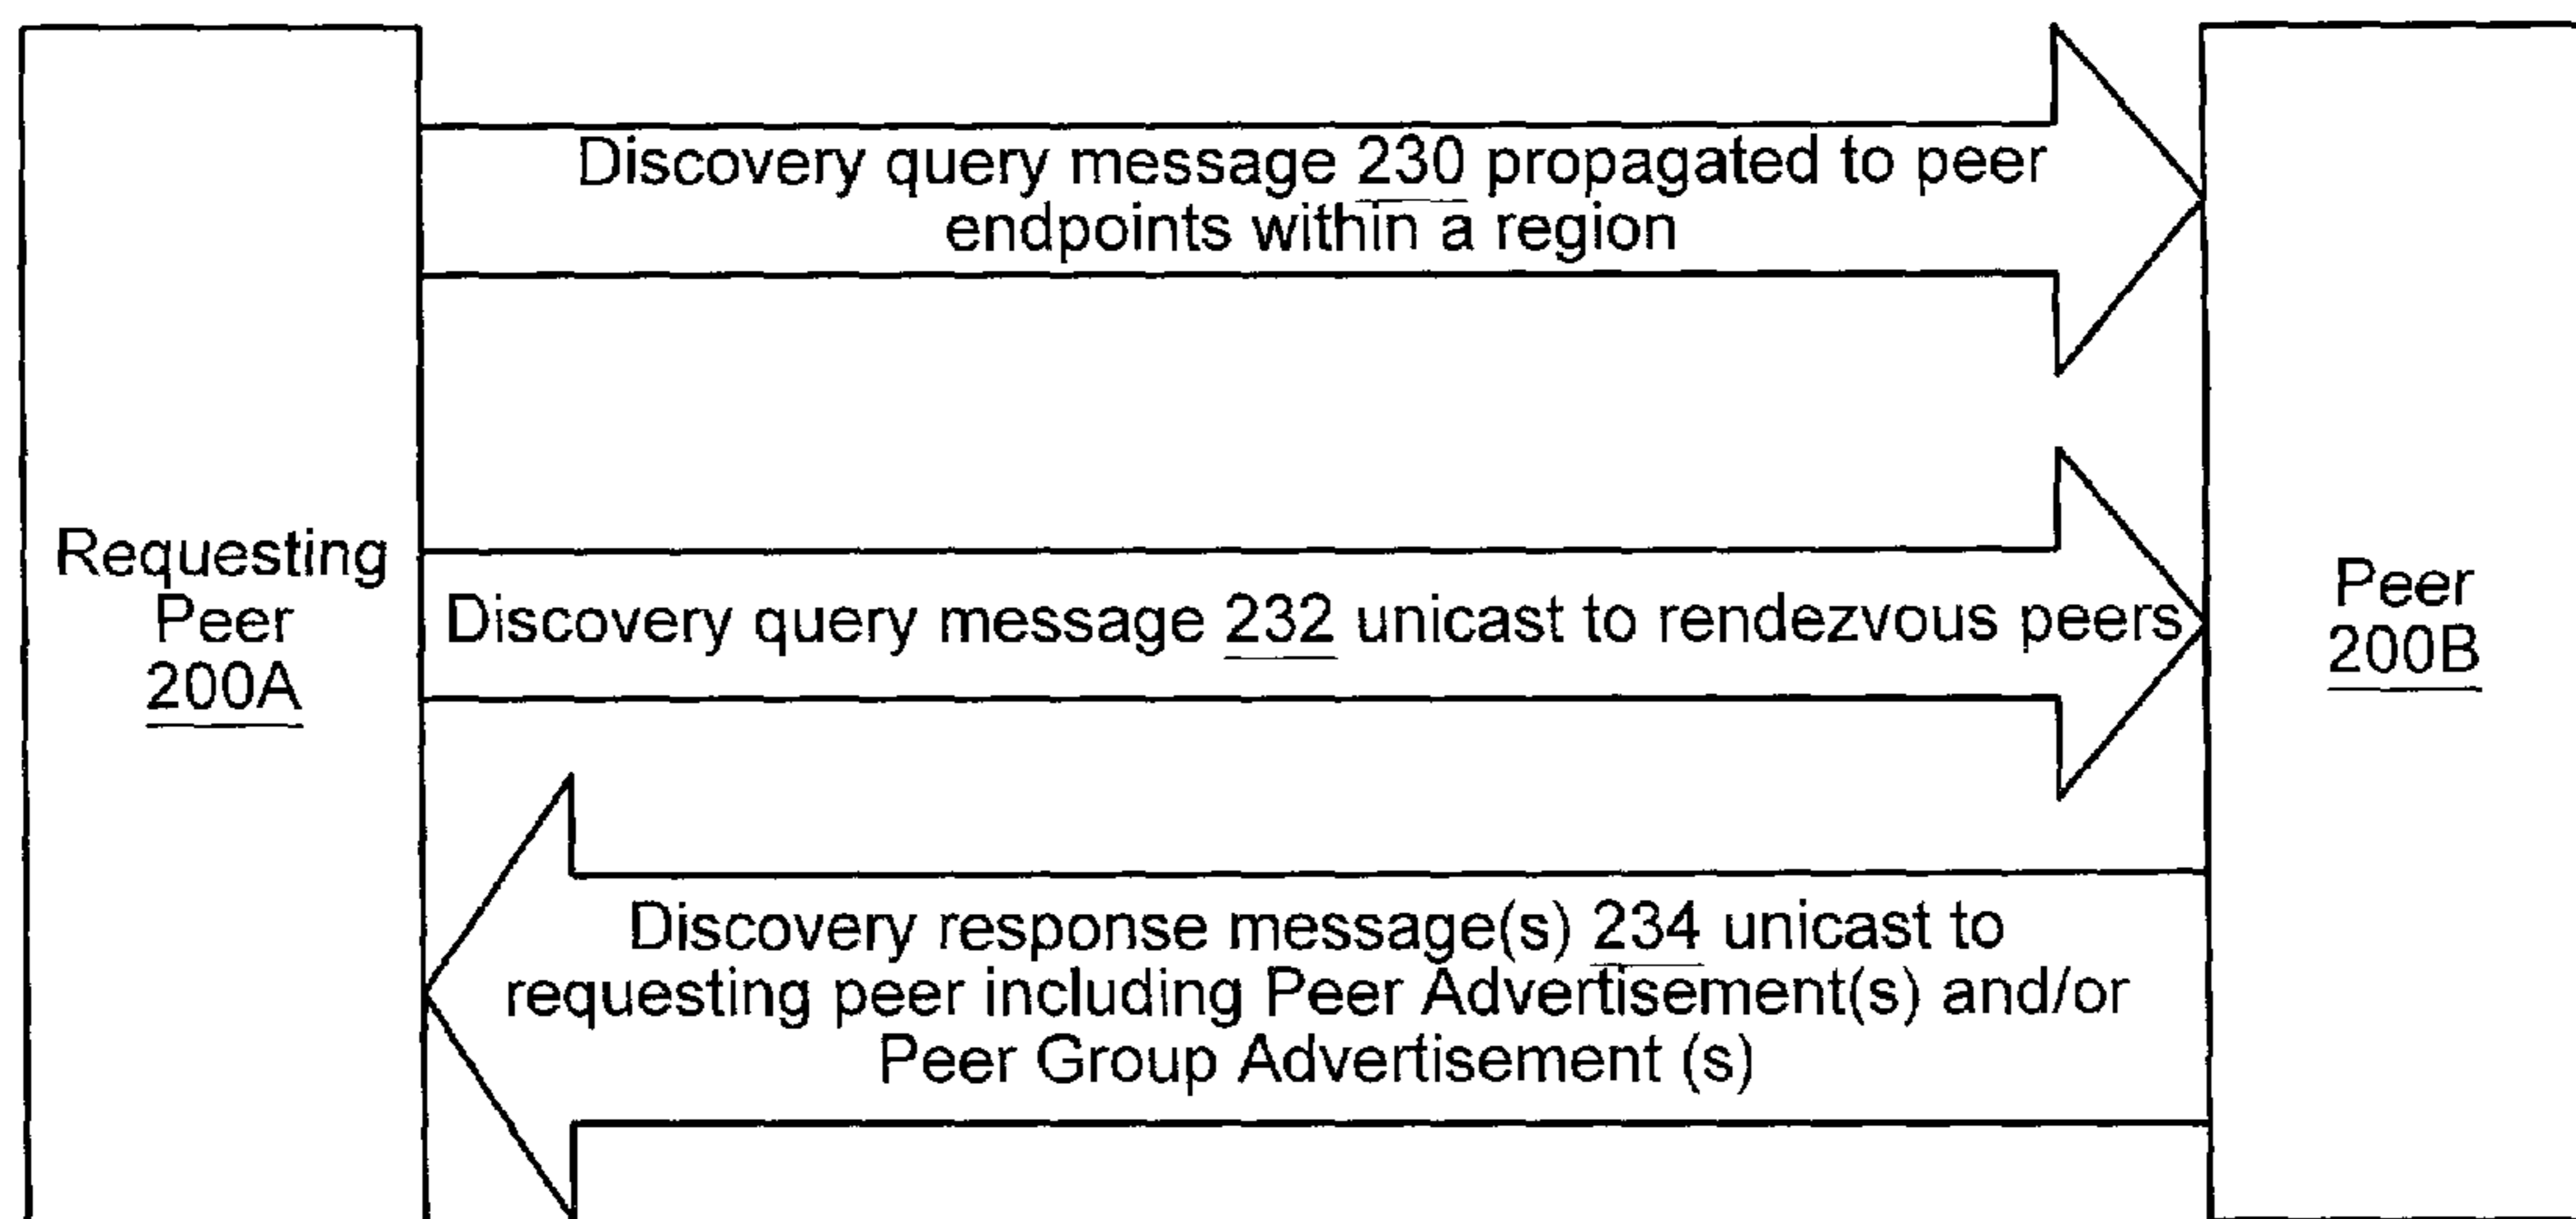 Discovery query message 230 propagated to peer
endpoints within a region
Requesting
Peer
200A
Discovery query message 232 unicast to rendezvous peers
Peer
200B
Discovery response message(s) 234 unicast to
requesting peer including Peer Advertisement(s) and/or
Peer Group Advertisement (s)